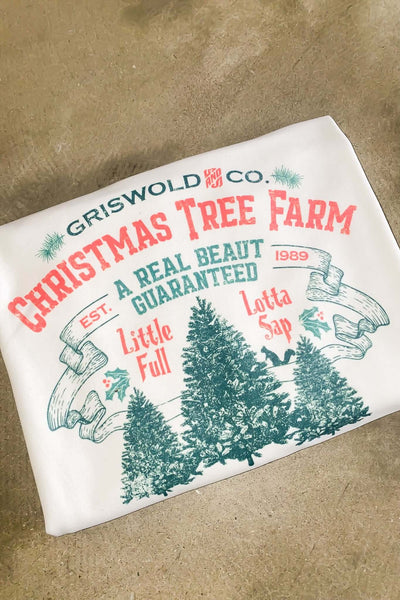 GRISWOLD CO.
CHRISTMAS TREE FARM
A REAL BEAUT
GUARANTEED
EST. 1989
Little Full
Lotta Sap